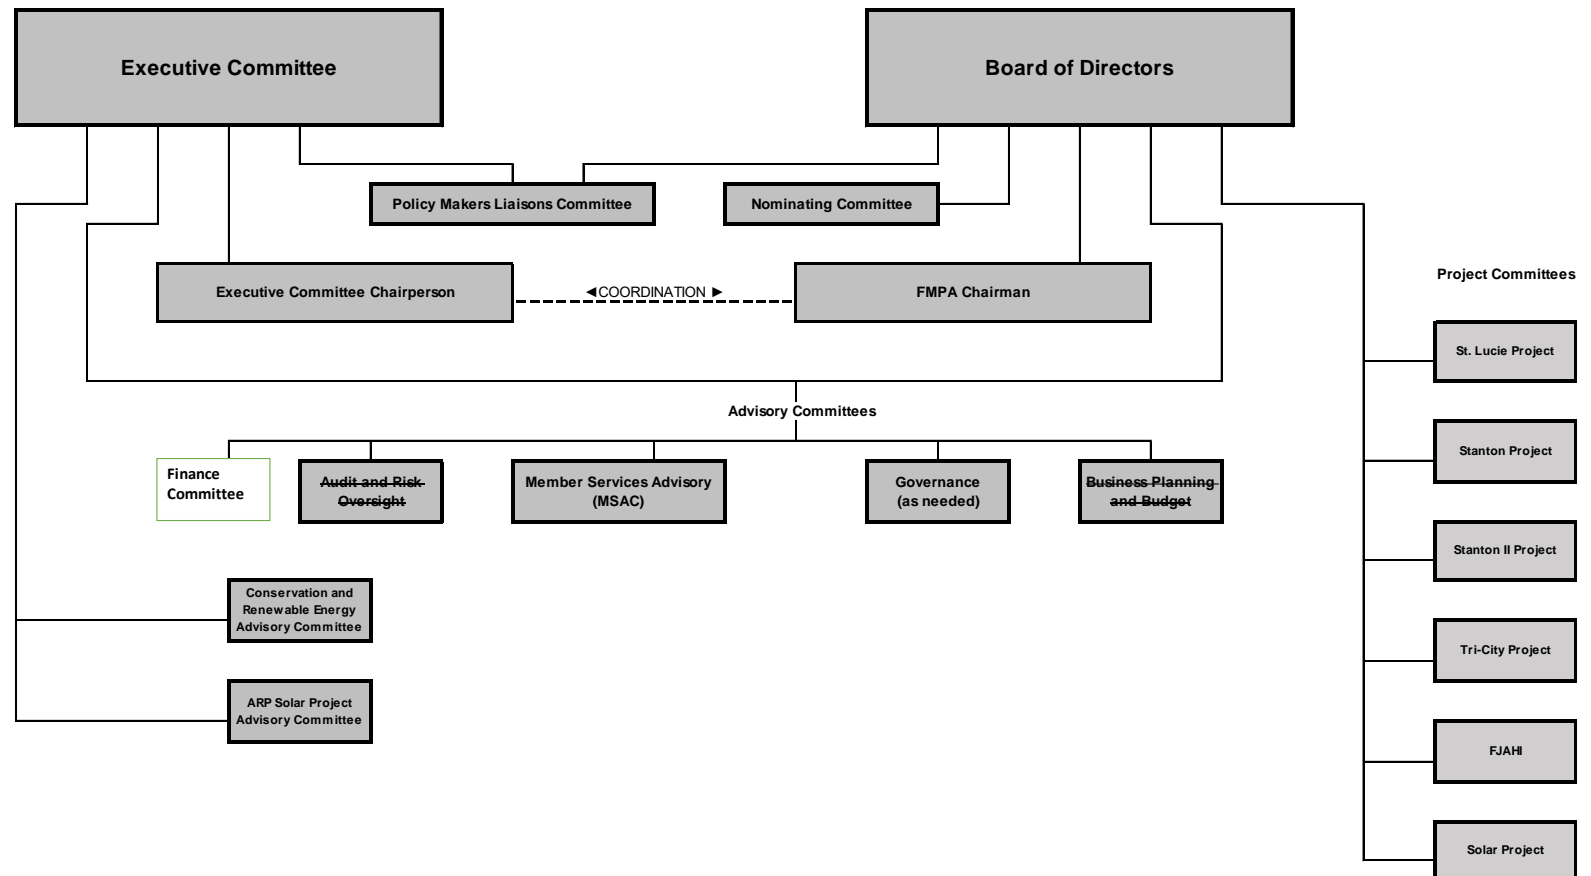 Executive Committee
Board of Directors
Policy Makers Liaisons Committee
Nominating Committee
Executive Committee Chairperson
◄COORDINATION ►
FMPA Chairman
Project Committees
St. Lucie Project
Advisory Committees
Stanton Project
Finance
Committee
Audit and Risk
Oversight
Member Services Advisory
(MSAC)
Governance
(as needed)
Business Planning
and Budget
Stanton II Project
Conservation and
Renewable Energy
Advisory Committee
Tri-City Project
ARP Solar Project
Advisory Committee
FJAHI
Solar Project